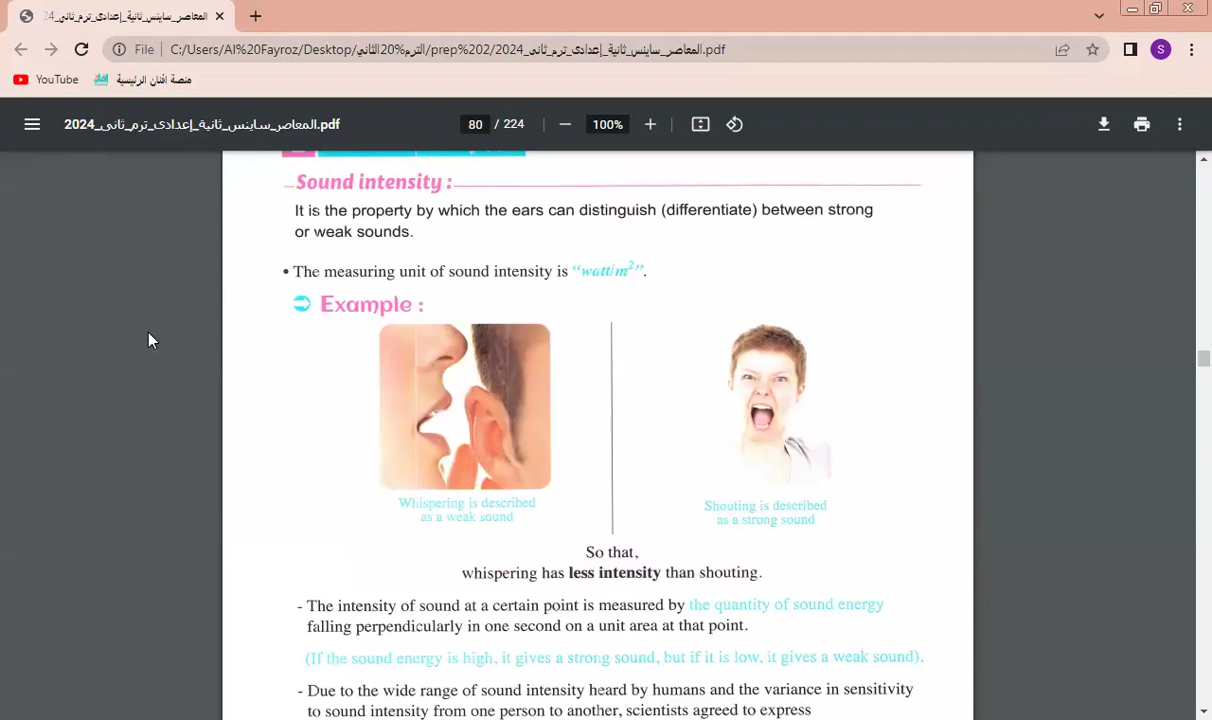 المعاصر_ساينس_ثانية_إعدادى_ترم_ثانى_24
File C:/Users/Al%20Fayroz/Desktop/الترم%20الثاني/prep%202/2024_المعاصر_ساينس_ثانية_إعدادى_ترم_ثانى.pdf
S
YouTube منصة افنان الرئيسية
2024_المعاصر_ساينس_ثانية_إعدادى_ترم_ثانى.pdf 80 / 224 100%
Sound intensity :
It is the property by which the ears can distinguish (differentiate) between strong
or weak sounds.
• The measuring unit of sound intensity is “watt/m²”.
Example :
Whispering is described
as a weak sound
Shouting is described
as a strong sound
So that,
whispering has less intensity than shouting.
- The intensity of sound at a certain point is measured by the quantity of sound energy
falling perpendicularly in one second on a unit area at that point.
(If the sound energy is high, it gives a strong sound, but if it is low, it gives a weak sound).
- Due to the wide range of sound intensity heard by humans and the variance in sensitivity
to sound intensity from one person to another, scientists agreed to express